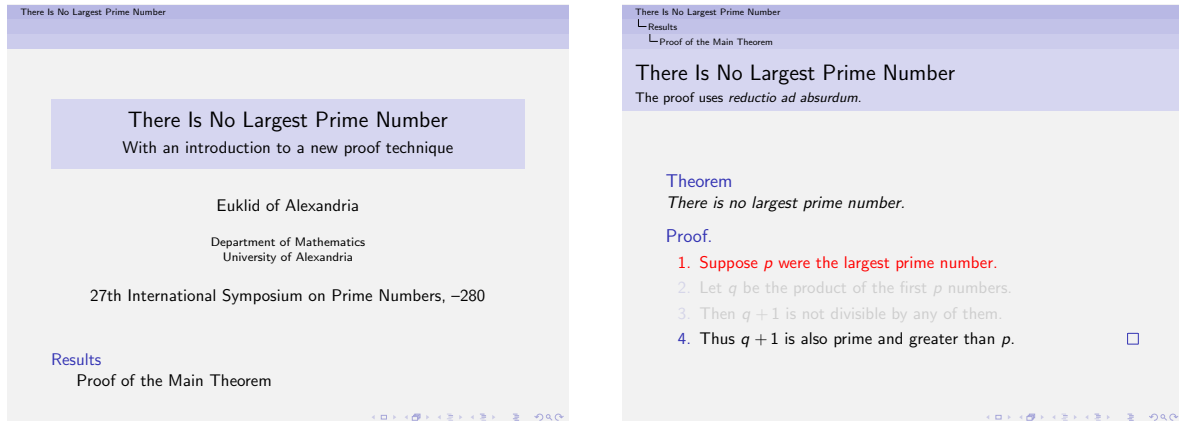 There Is No Largest Prime Number
There Is No Largest Prime Number
With an introduction to a new proof technique
Euklid of Alexandria
Department of Mathematics
University of Alexandria
27th International Symposium on Prime Numbers, –280
Results
Proof of the Main Theorem
There Is No Largest Prime Number
Results
Proof of the Main Theorem
There Is No Largest Prime Number
The proof uses reductio ad absurdum.
Theorem
There is no largest prime number.
Proof.
1. Suppose p were the largest prime number.
2. Let q be the product of the first p numbers.
3. Then q + 1 is not divisible by any of them.
4. Thus q + 1 is also prime and greater than p.